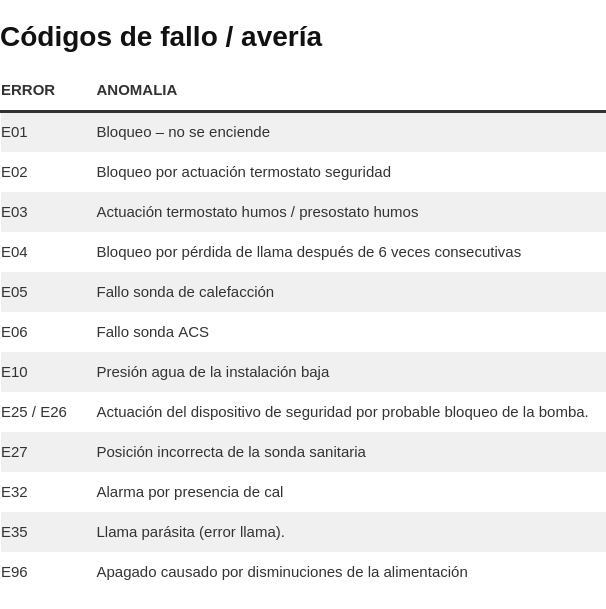 Códigos de fallo / avería
ERROR ANOMALIA
E01 Bloqueo – no se enciende
E02 Bloqueo por actuación termostato seguridad
E03 Actuación termostato humos / presostato humos
E04 Bloqueo por pérdida de llama después de 6 veces consecutivas
E05 Fallo sonda de calefacción
E06 Fallo sonda ACS
E10 Presión agua de la instalación baja
E25 / E26 Actuación del dispositivo de seguridad por probable bloqueo de la bomba.
E27 Posición incorrecta de la sonda sanitaria
E32 Alarma por presencia de cal
E35 Llama parásita (error llama).
E96 Apagado causado por disminuciones de la alimentación